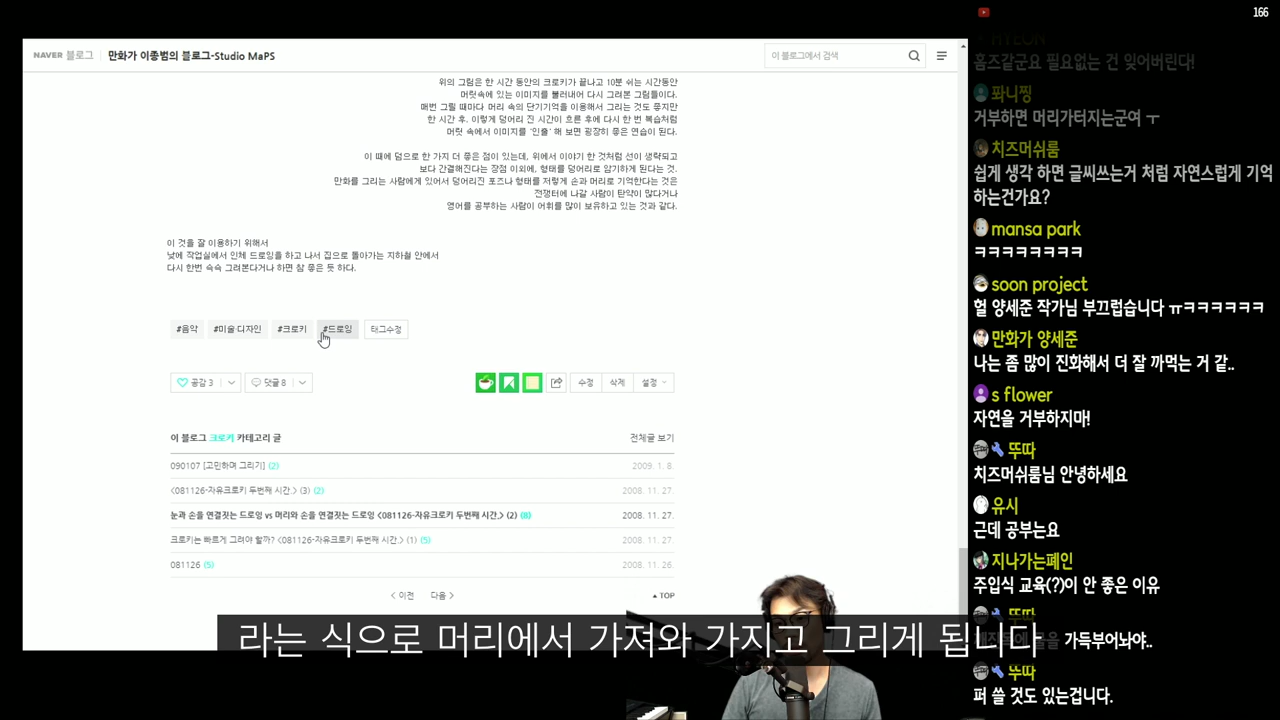 NAVER 블로그 만화가 이종범의 블로그-Studio MaPS
이 블로그에서 검색
위의 그림은 한 시간 동안의 크로키가 끝나고 10분 쉬는 시간동안
머릿속에 있는 이미지를 불러내어 다시 그려본 그림들이다.
매번 그릴 때마다 머리 속의 단기기억을 이용해서 그리는 것도 좋지만
한 시간 후, 이렇게 덩어리 진 시간이 흐른 후에 다시 한 번 복습처럼
머릿 속에서 이미지를 '인출' 해 보면 굉장히 좋은 연습이 된다.
이 때에 덤으로 한 가지 더 좋은 점이 있는데, 위에서 이야기 한 것처럼 선이 생략되고
보다 간결해진다는 장점 이외에, 형태를 덩어리로 암기하게 된다는 것.
만화를 그리는 사람에게 있어서 덩어리진 포즈나 형태를 저렇게 손과 머리로 기억한다는 것은
전쟁터에 나갈 사람이 탄약이 많다거나
영어를 공부하는 사람이 어휘를 많이 보유하고 있는 것과 같다.
이 것을 잘 이용하기 위해서
낮에 작업실에서 인체 드로잉을 하고 나서 집으로 돌아가는 지하철 안에서
다시 한번 슥슥 그려본다거나 하면 참 좋은 듯 하다.
#음악 #미술·디자인 #크로키 #드로잉 태그수정
공감 3 댓글 8 수정 삭제 설정
이 블로그 크로키 카테고리 글 전체글 보기
090107 [고민하며 그리기] (2) 2009. 1. 8.
<081126-자유크로키 두번째 시간.> (3) (2) 2008. 11. 27.
눈과 손을 연결짓는 드로잉 vs 머리와 손을 연결짓는 드로잉 <081126-자유크로키 두번째 시간.> (2) (8) 2008. 11. 27.
크로키는 빠르게 그려야 할까? <081126-자유크로키 두번째 시간.> (1) (5) 2008. 11. 27.
081126 (5) 2008. 11. 26.
< 이전 다음 > ▲ TOP
라는 식으로 머리에서 가져와 가지고 그리게 됩니다
166
HYEON
홈즈같군요 필요없는 건 잊어버린다!
퐈니찡
거부하면 머리가터지는군여 ㅜ
치즈머쉬룸
쉽게 생각 하면 글씨쓰는거 처럼 자연스럽게 기억
하는건가요?
mansa park
ㅋㅋㅋㅋㅋㅋㅋㅋ
soon project
헐 양세준 작가님 부끄럽습니다 ㅠㅋㅋㅋㅋㅋㅋ
만화가 양세준
나는 좀 많이 진화해서 더 잘 까먹는 거 같..
s flower
자연을 거부하지마!
뚜따
치즈머쉬룸님 안녕하세요
유시
근데 공부는요
지나가는폐인
주입식 교육(?)이 안 좋은 이유
뚜따
가득부어놔야..
뚜따
퍼 쓸 것도 있는겁니다.